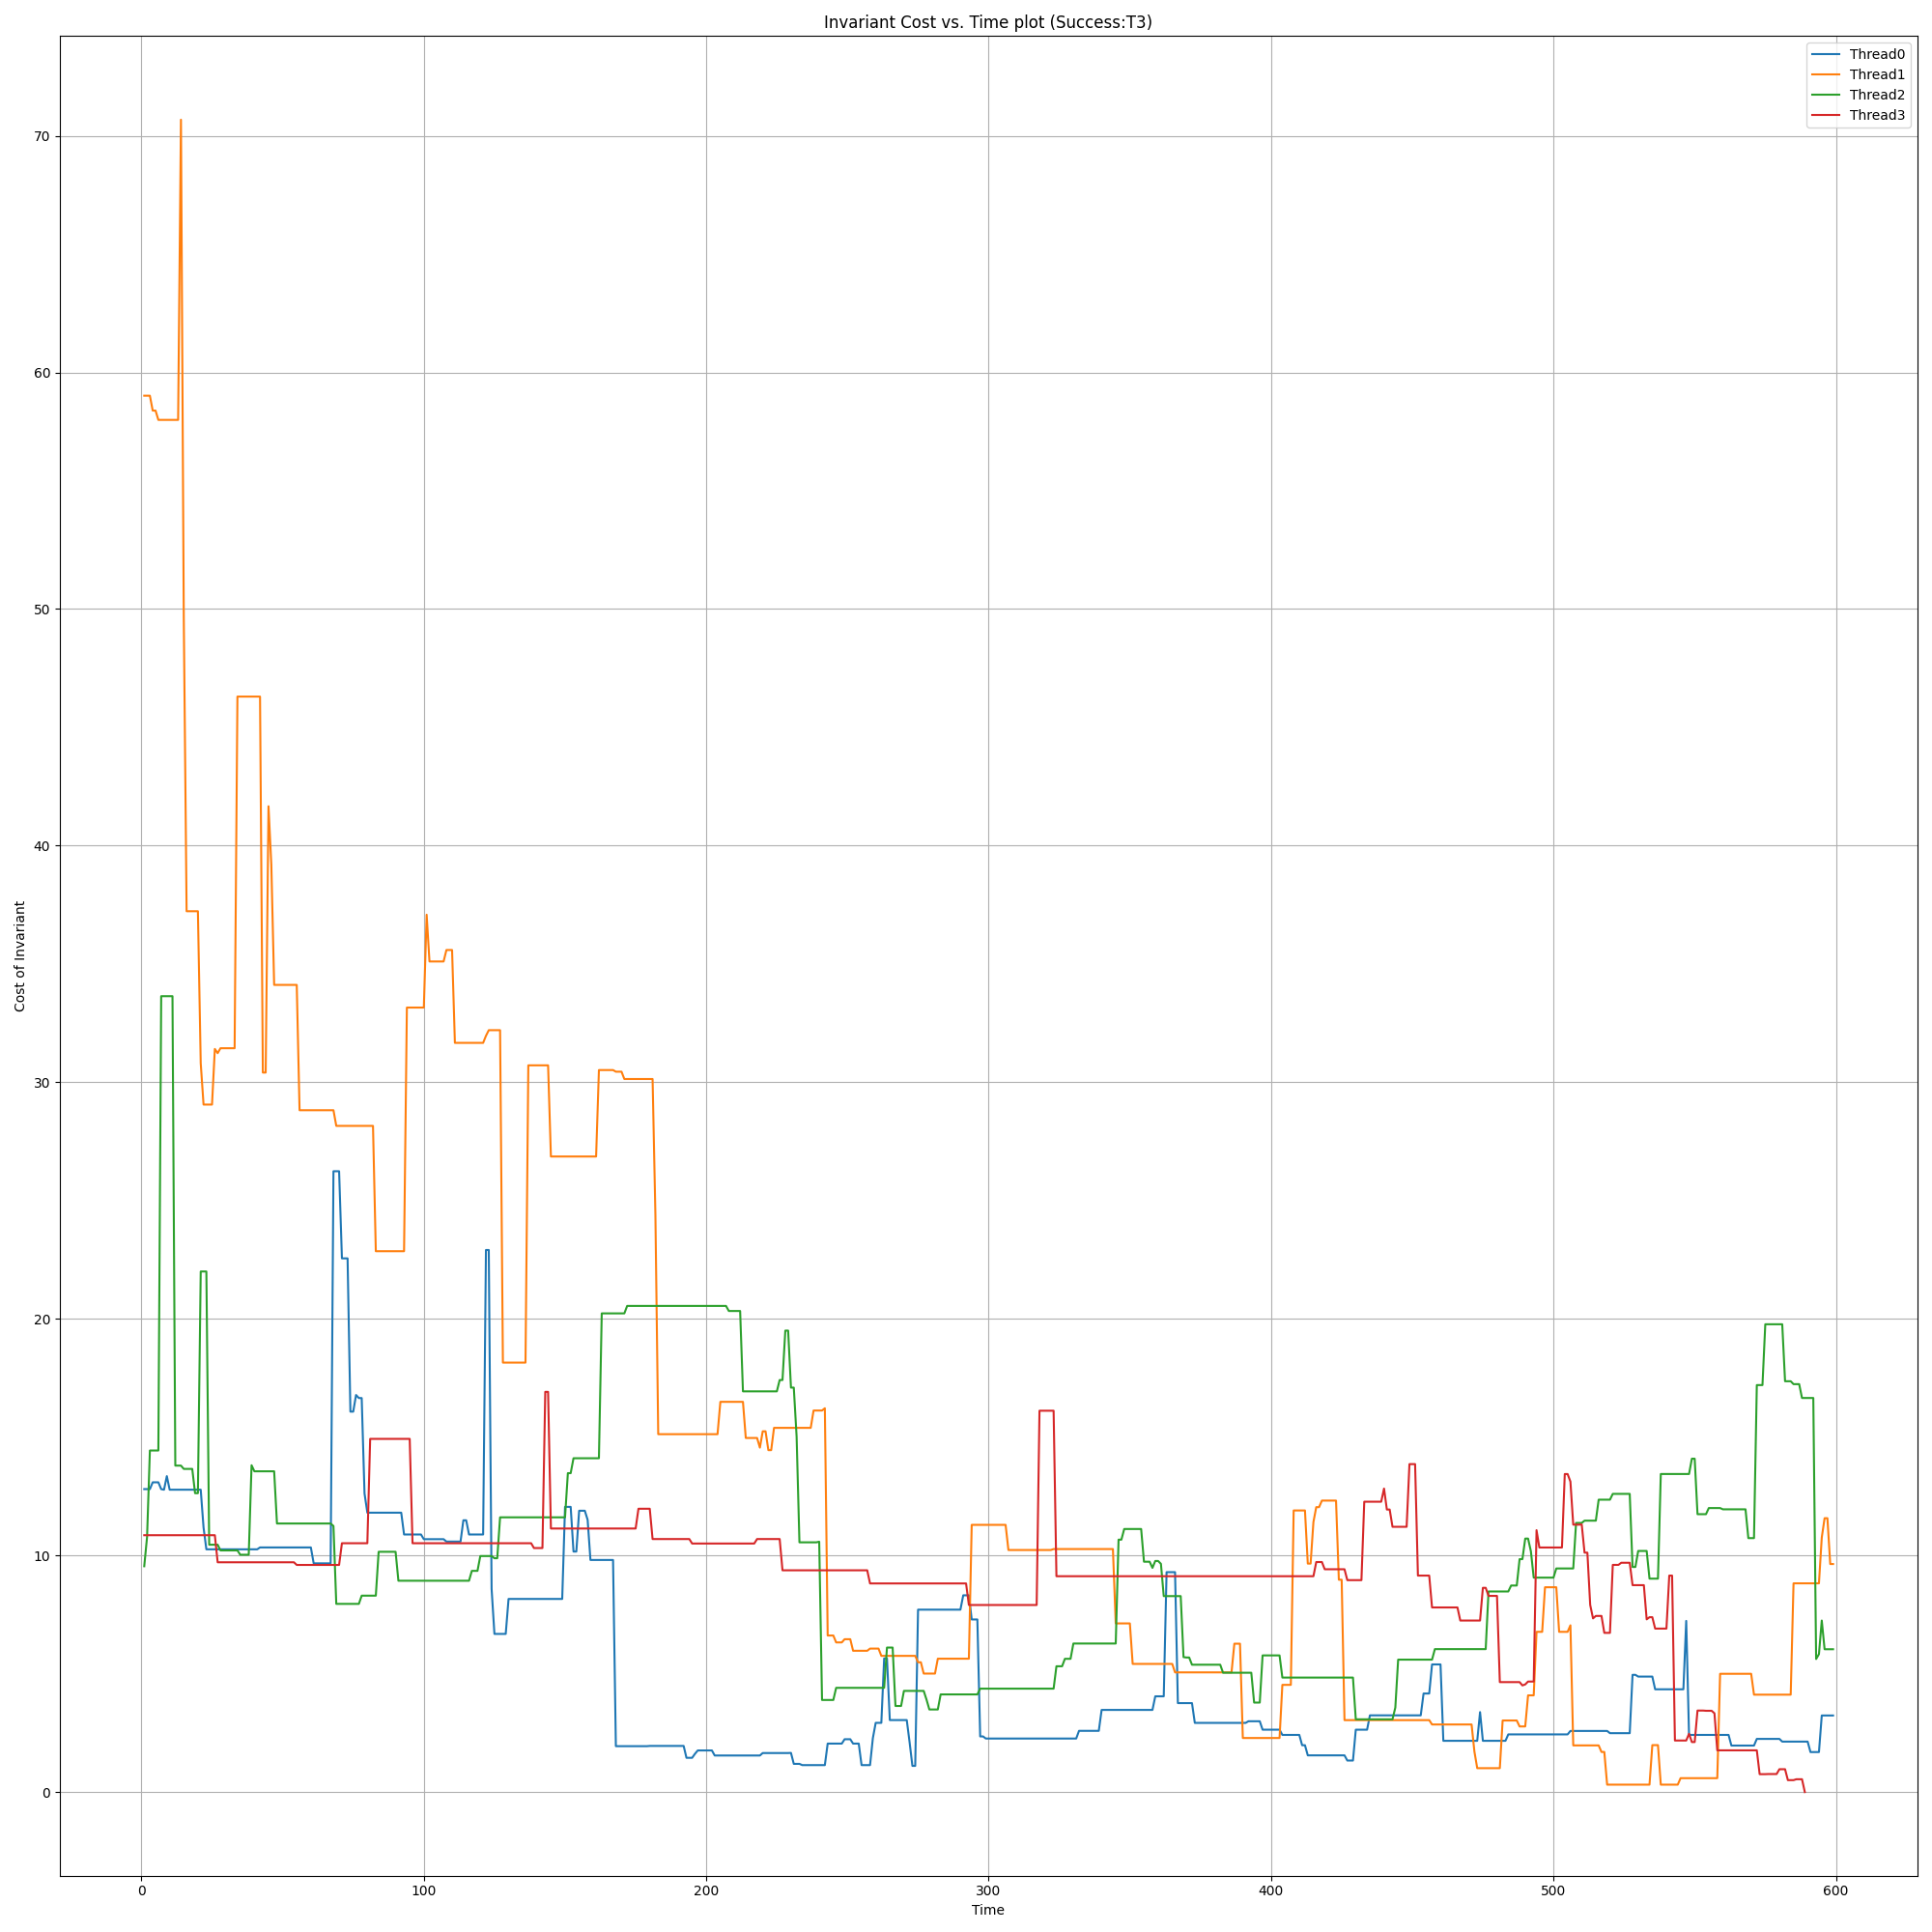 Invariant Cost vs. Time plot (Success:T3)
Thread0
Thread1
Thread2
Thread3
70
60
50
40
30
20
10
0
Cost of Invariant
0 100 200 300 400 500 600
Time